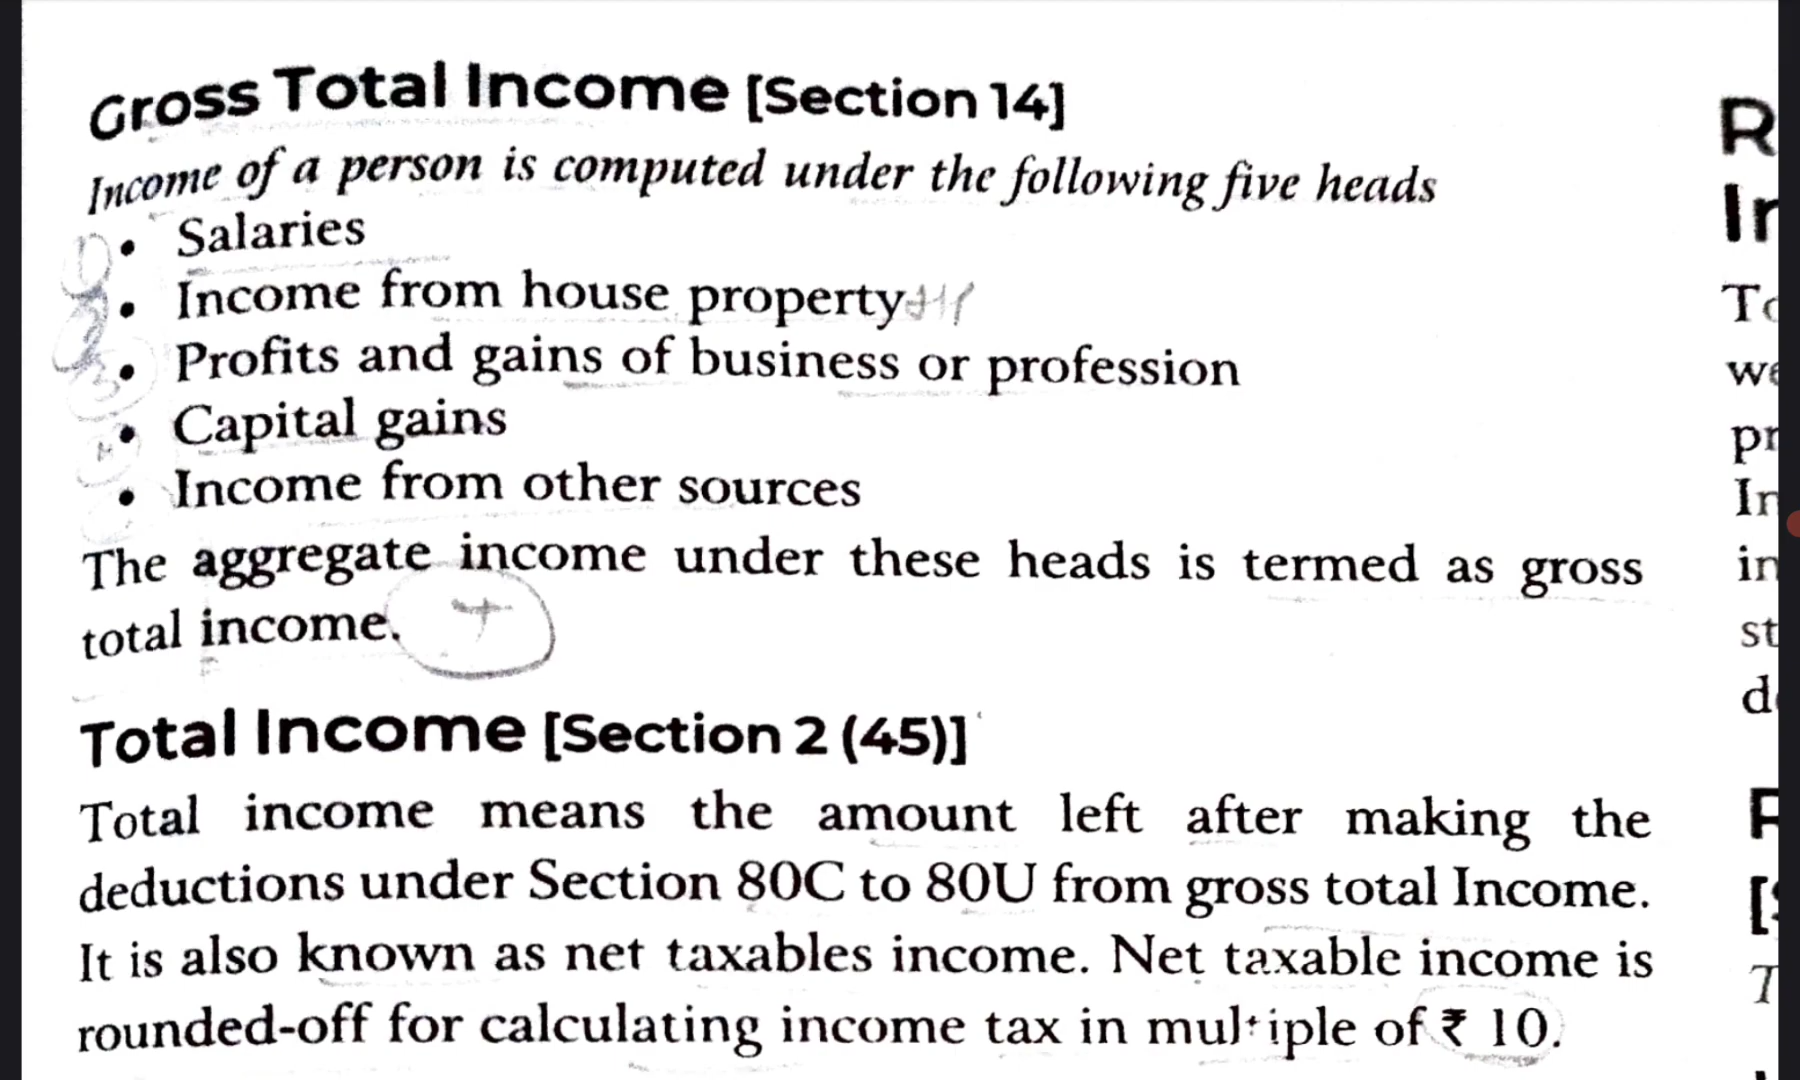 Gross Total Income [Section 14]
Income of a person is computed under the following five heads
• Salaries
• Income from house property
• Profits and gains of business or profession
• Capital gains
• Income from other sources
The aggregate income under these heads is termed as gross
total income.
Total Income [Section 2 (45)]
Total income means the amount left after making the
deductions under Section 80C to 80U from gross total Income.
It is also known as net taxables income. Net taxable income is
rounded-off for calculating income tax in multiple of ₹ 10.